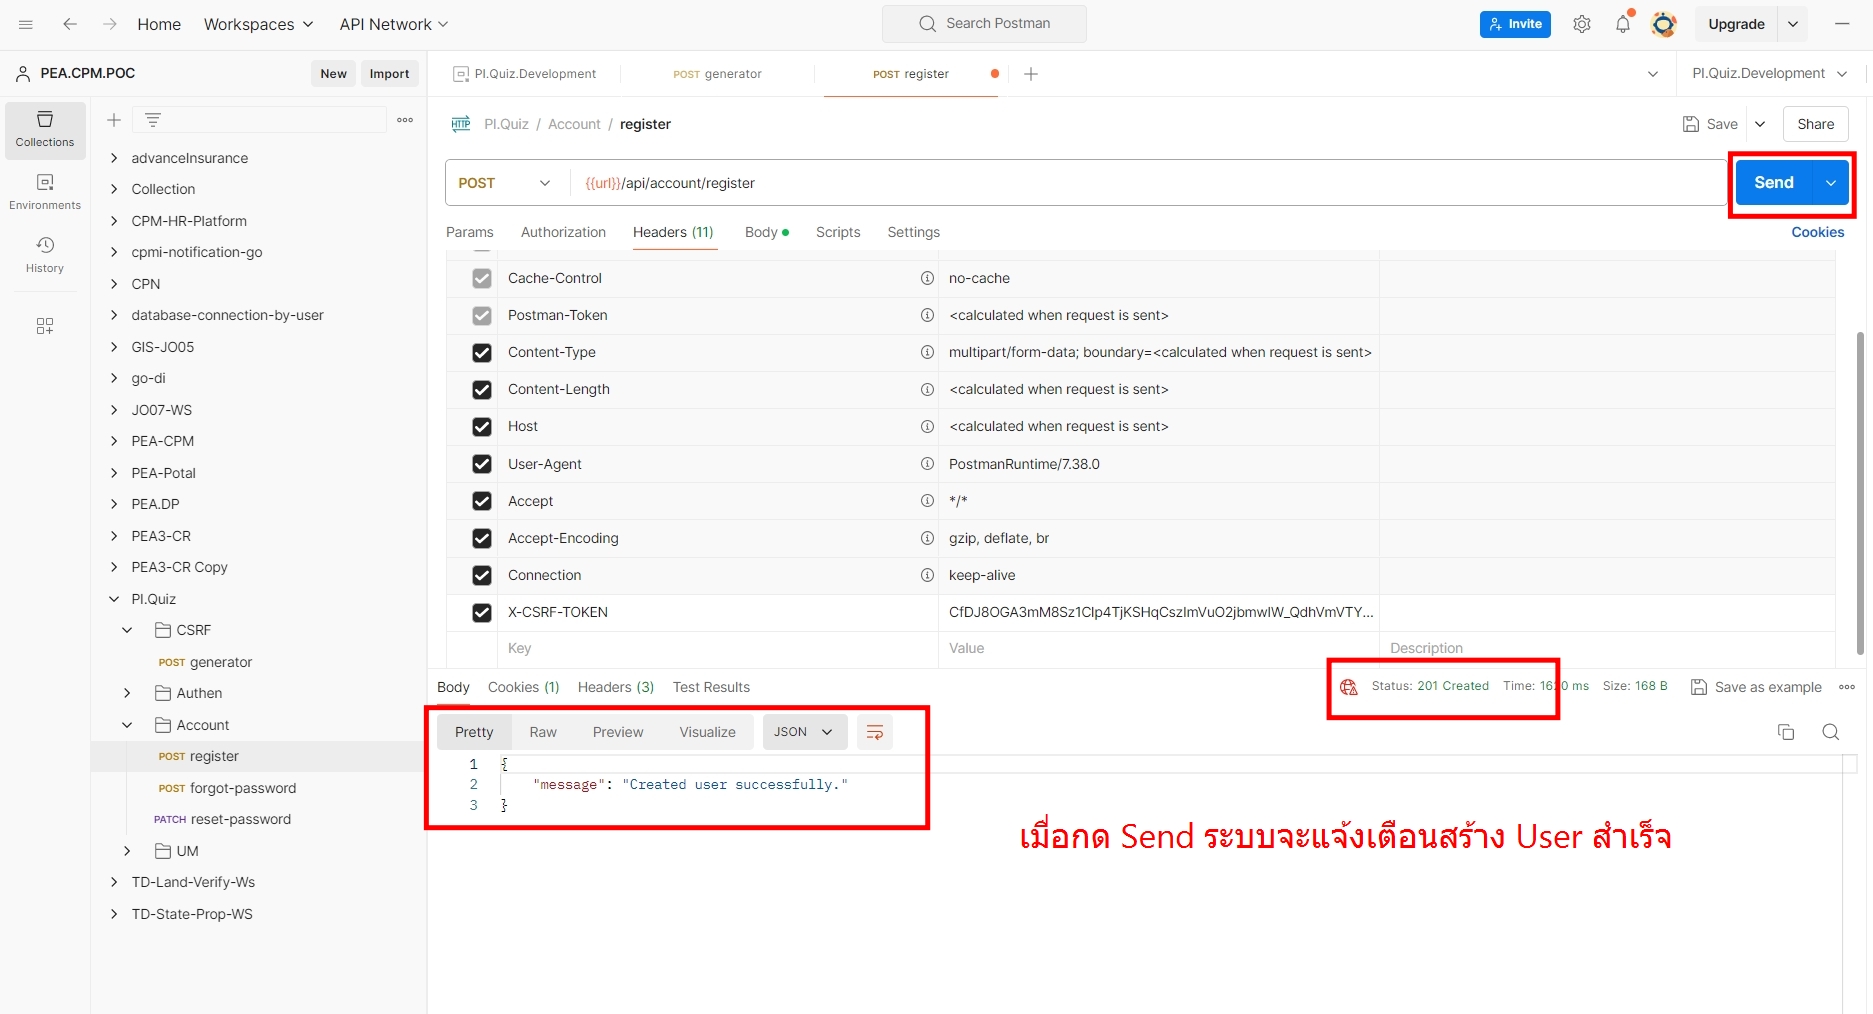 Home Workspaces API Network Search Postman Invite Upgrade
PEA.CPM.POC New Import PI.Quiz.Development POST generator POST register PI.Quiz.Development
Collections
Environments
History
advanceInsurance
Collection
CPM-HR-Platform
cpmi-notification-go
CPN
database-connection-by-user
GIS-JO05
go-di
JO07-WS
PEA-CPM
PEA-Potal
PEA.DP
PEA3-CR
PEA3-CR Copy
PI.Quiz
CSRF
POST generator
Authen
Account
POST register
POST forgot-password
PATCH reset-password
UM
TD-Land-Verify-Ws
TD-State-Prop-WS
HTTP PI.Quiz / Account / register Save Share
POST {{url}}/api/account/register Send
Params Authorization Headers (11) Body Scripts Settings Cookies
Cache-Control no-cache
Postman-Token <calculated when request is sent>
Content-Type multipart/form-data; boundary=<calculated when request is sent>
Content-Length <calculated when request is sent>
Host <calculated when request is sent>
User-Agent PostmanRuntime/7.38.0
Accept */*
Accept-Encoding gzip, deflate, br
Connection keep-alive
X-CSRF-TOKEN
Key Value Description
Body Cookies (1) Headers (3) Test Results Status: 201 Created Time: ms Size: 168 B Save as example
Pretty Raw Preview Visualize JSON
1 {
2 "message": "Created user successfully."
3 }
เมื่อกด Send ระบบจะแจ้งเตือนสร้าง User สำเร็จ